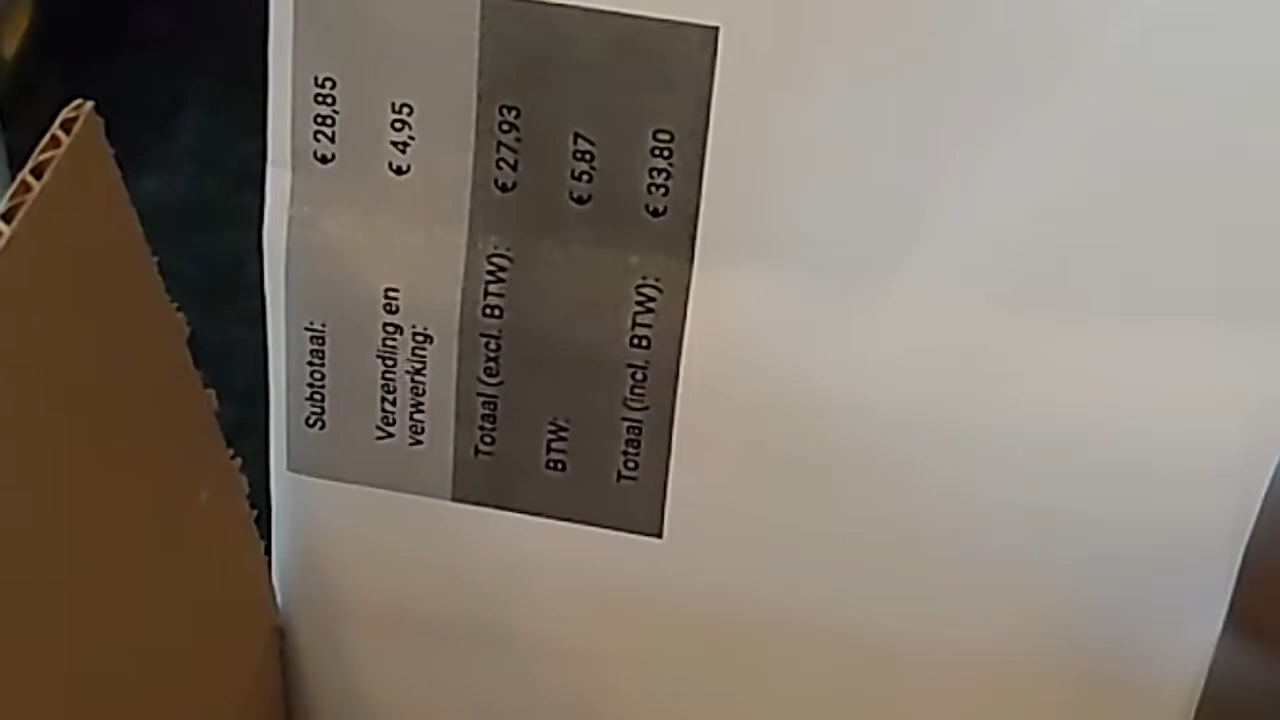 Subtotaal: € 28,85
Verzending en € 4,95
verwerking:
Totaal (excl. BTW): € 27,93
BTW: € 5,87
Totaal (incl. BTW): € 33,80